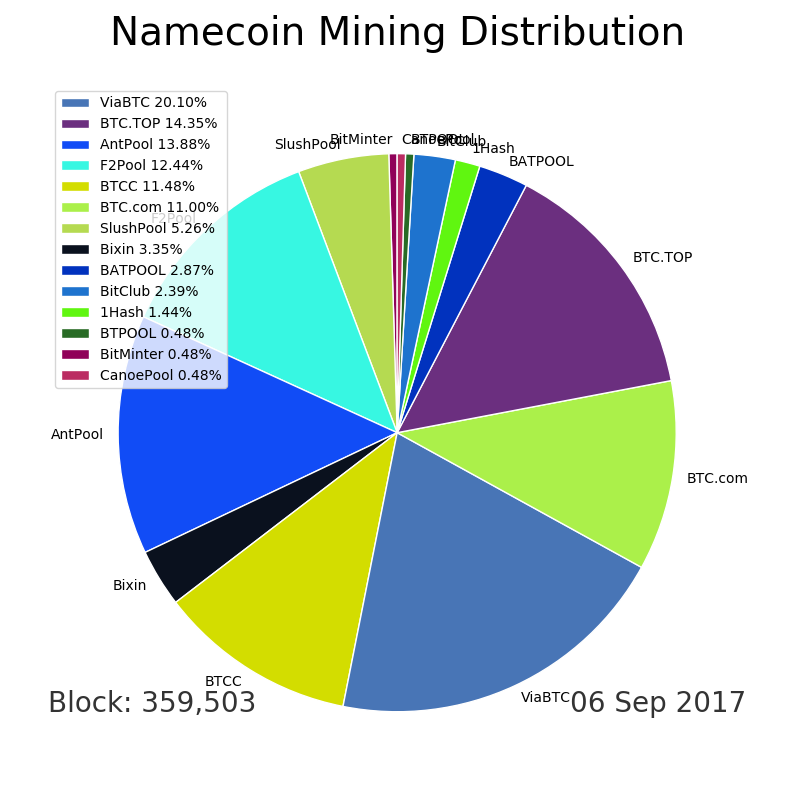 Namecoin Mining Distribution
ViaBTC 20.10%
BTC.TOP 14.35%
AntPool 13.88%
F2Pool 12.44%
BTCC 11.48%
BTC.com 11.00%
SlushPool 5.26%
Bixin 3.35%
BATPOOL 2.87%
BitClub 2.39%
1Hash 1.44%
BTPOOL 0.48%
BitMinter 0.48%
CanoePool 0.48%
SlushPool
BitMinter
CanoePool
BTPOOL
BitClub
1Hash
BATPOOL
BTC.TOP
F2Pool
AntPool
BTC.com
Bixin
BTCC
ViaBTC
Block: 359,503
06 Sep 2017